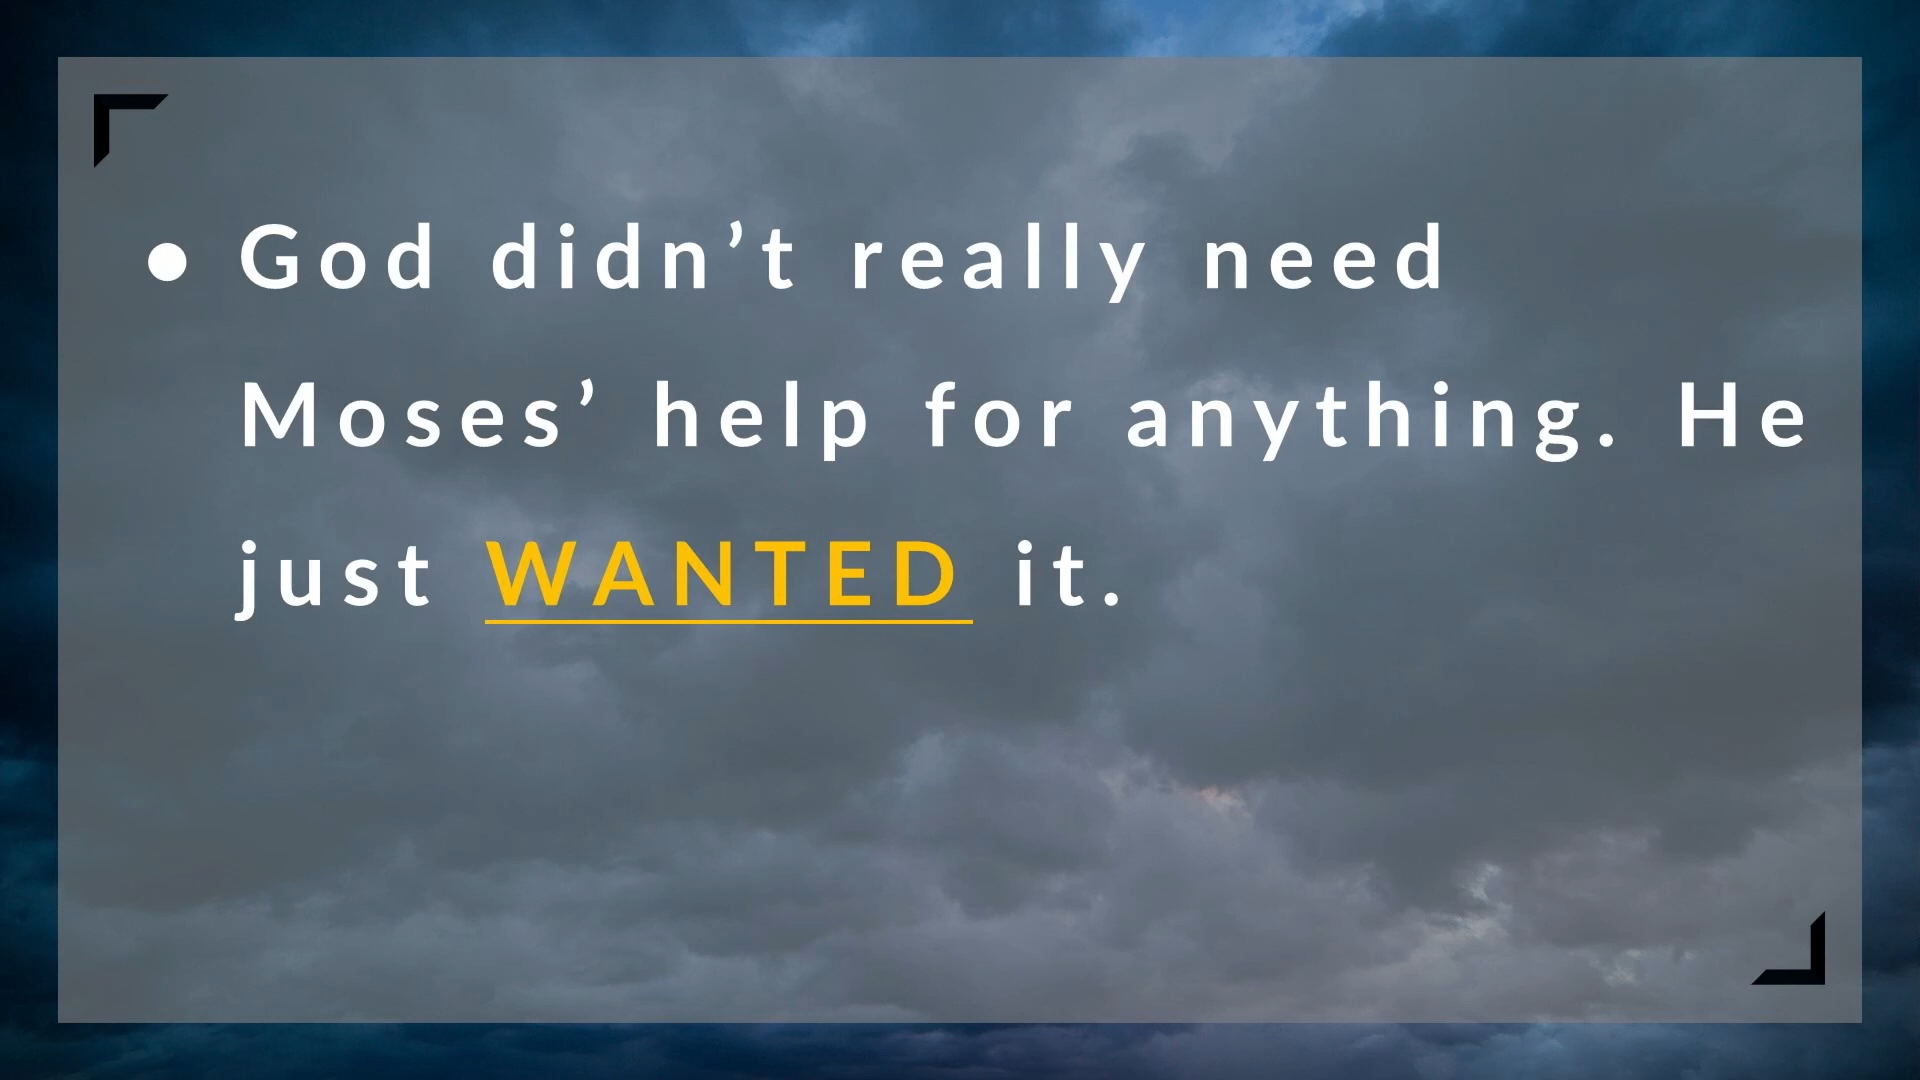 ● God didn’t really need
Moses’ help for anything. He
just WANTED it.